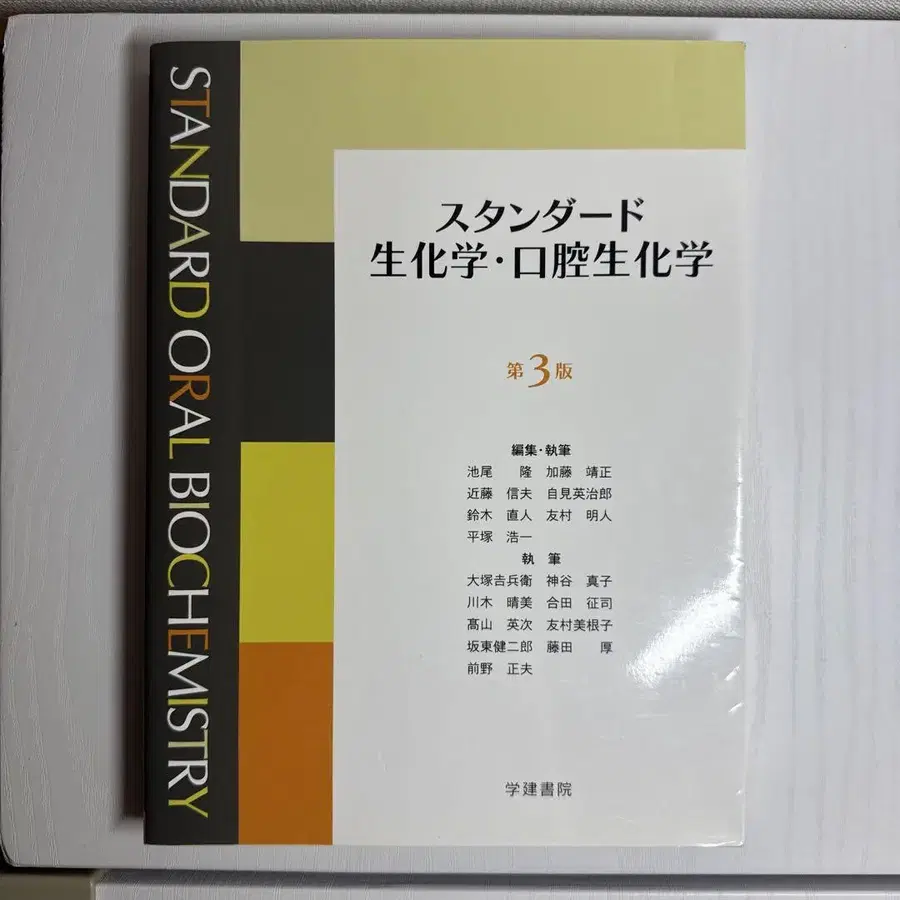 STANDARD ORAL BIOCHEMISTRY
スタンダード
生化学・口腔生化学
第3版
編集・執筆
池尾 隆 加藤 靖正
近藤 信夫 自見英治郎
鈴木 直人 友村 明人
平塚 浩一
執 筆
大塚吉兵衛 神谷 真子
川木 晴美 合田 征司
髙山 英次 友村美根子
坂東健二郎 藤田 厚
前野 正夫
学建書院